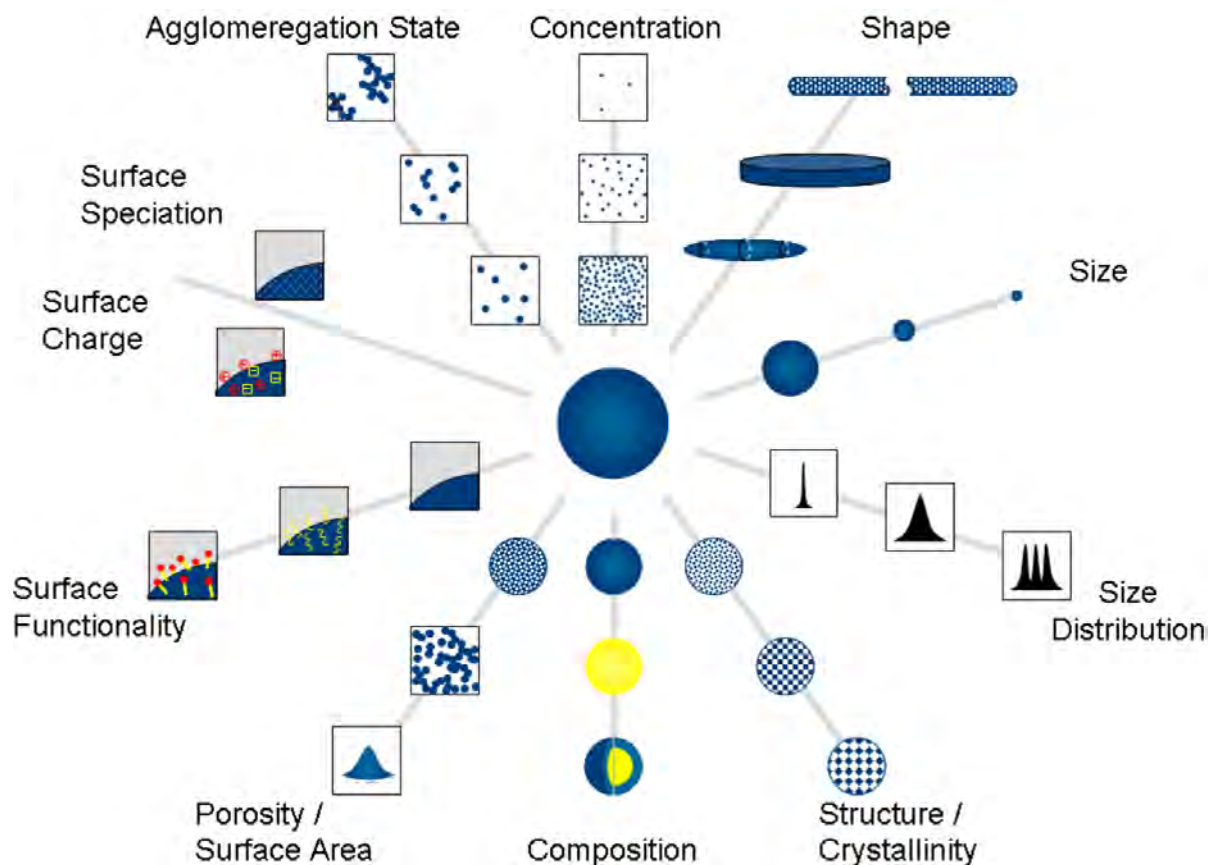 Agglomeregation State
Concentration
Shape
Surface
Speciation
Size
Surface
Charge
Surface
Functionality
Size
Distribution
Porosity /
Surface Area
Composition
Structure /
Crystallinity